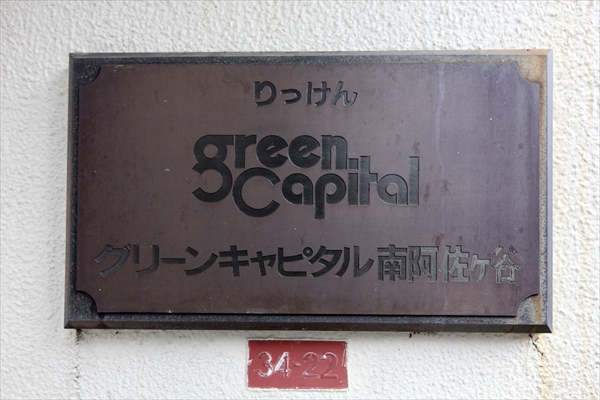 りっけん
green
Capital
グリーンキャピタル南阿佐ヶ谷
34-22